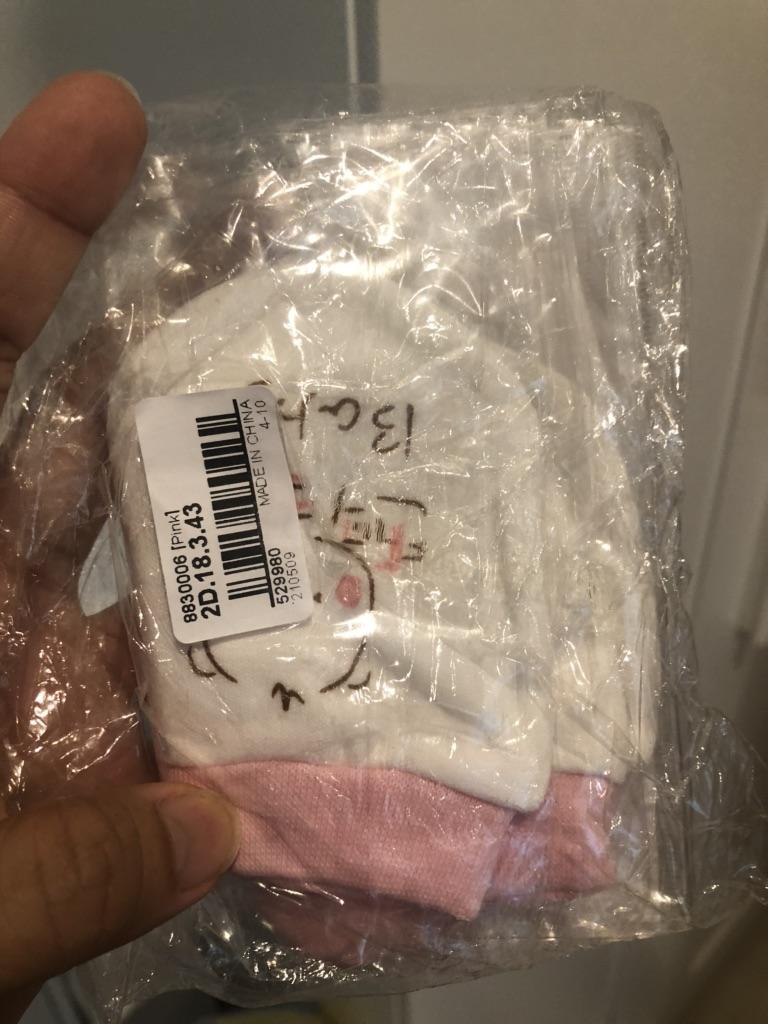 8830006 [Pink]
2D.18.3.43
529980
210509
MADE IN CHINA
4-10